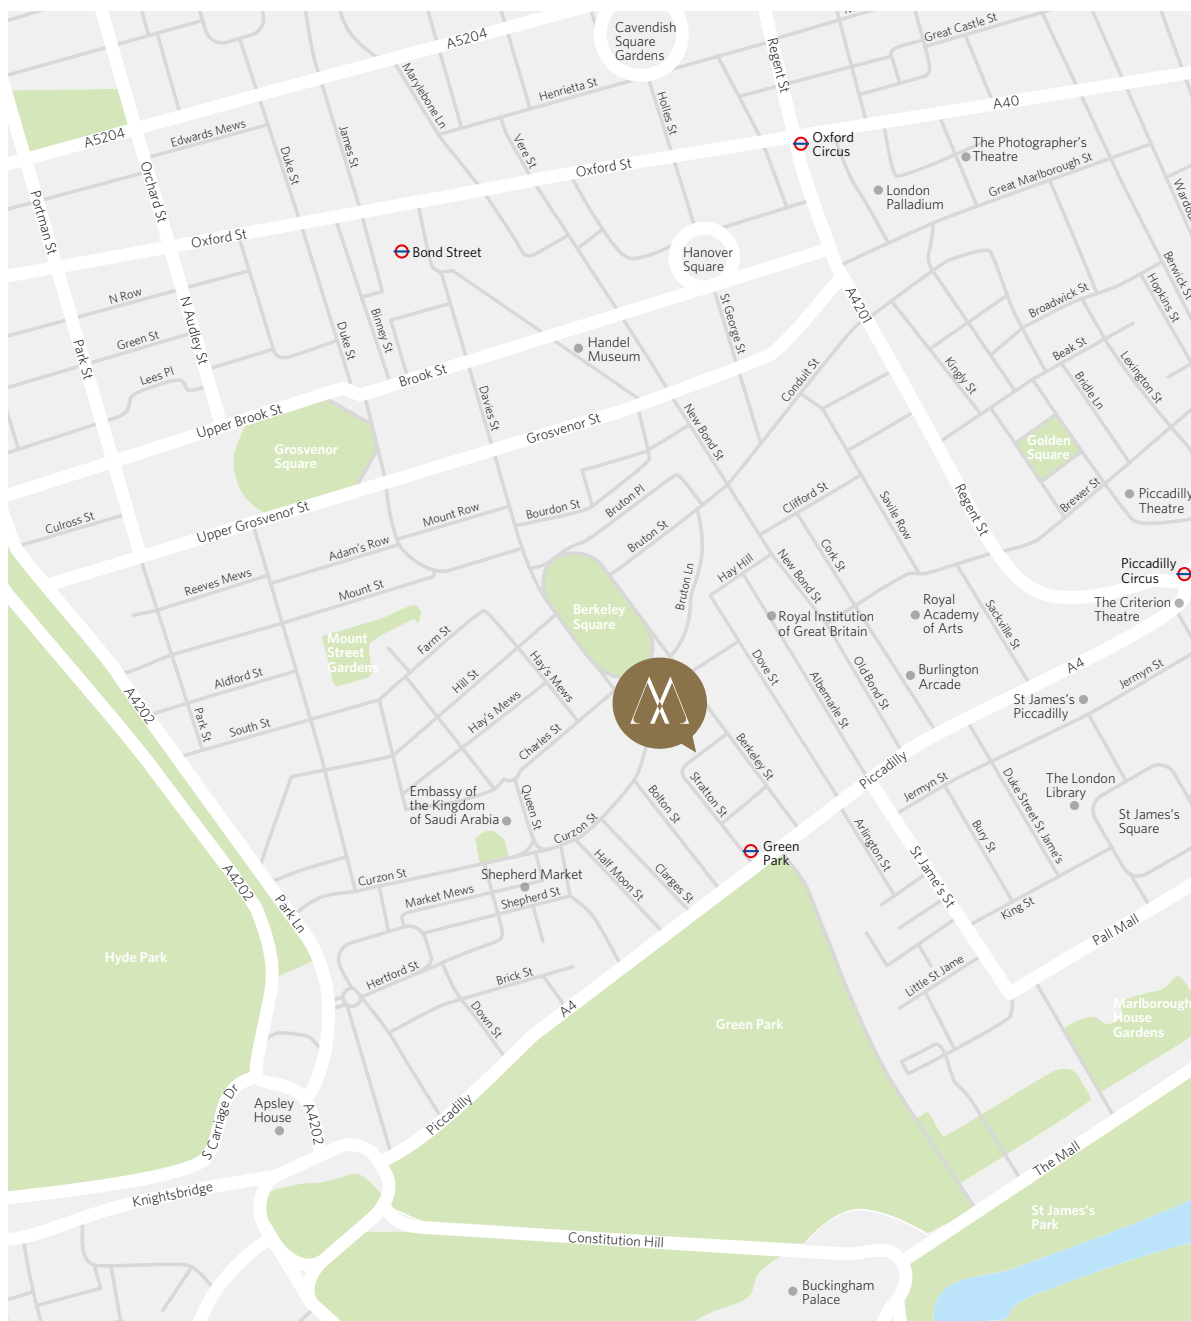 Cavendish
Square
Gardens
Great Castle St
A5204
Regent St
Marylebone Ln
Henrietta St
Holles St
A40
A5204
Edwards Mews
James St
Duke St
Vere St
Oxford St
Oxford
Circus
The Photographer's
Theatre
Great Marlborough St
London
Palladium
Wardou
Portman St
Orchard St
Oxford St
Bond Street
Hanover
Square
Berwick St
Hopkins St
Broadwick St
A4201
N Row
N Audley St
Green St
Park St
Lees Pl
Duke St
Binney St
St George St
Handel
Museum
Conduit St
Kingly St
Beak St
Bridle Ln
Lexington St
Brook St
Upper Brook St
Davies St
Grosvenor St
New Bond St
Grosvenor
Square
Golden
Square
Culross St
Upper Grosvenor St
Mount Row
Bourdon St
Bruton Pl
Clifford St
Savile Row
Regent St
Brewer St
Piccadilly
Theatre
Adam's Row
Bruton St
Cork St
Reeves Mews
Mount St
Bruton Ln
Hay Hill
New Bond St
Piccadilly
Circus
The Criterion
Theatre
Berkeley
Square
Royal Institution
of Great Britain
Royal
Academy
of Arts
Sackville St
Mount
Street
Gardens
Farm St
Aldford St
Hill St
Hay's Mews
Dove St
Albemarle St
Old Bond St
Burlington
Arcade
A4
Jermyn St
A4202
Park St
South St
Hay's Mews
Charles St
St James's
Piccadilly
Berkeley St
Stratton St
Bolton St
Piccadilly
Jermyn St
Duke Street St James's
The London
Library
St James's
Square
Embassy of
the Kingdom
of Saudi Arabia
Queen St
Curzon St
Green
Park
Arlington St
Bury St
St Jame's St
A4202
Park Ln
Curzon St
Shepherd Market
Market Mews
Shepherd St
Half Moon St
Clarges St
King St
Pall Mall
Hyde Park
Hertford St
Brick St
Down St
A4
Little St Jame
Green Park
Marlborough
House
Gardens
S Carriage Dr
Apsley
House
A4202
Piccadilly
Knightsbridge
The Mall
St James's
Park
Constitution Hill
Buckingham
Palace